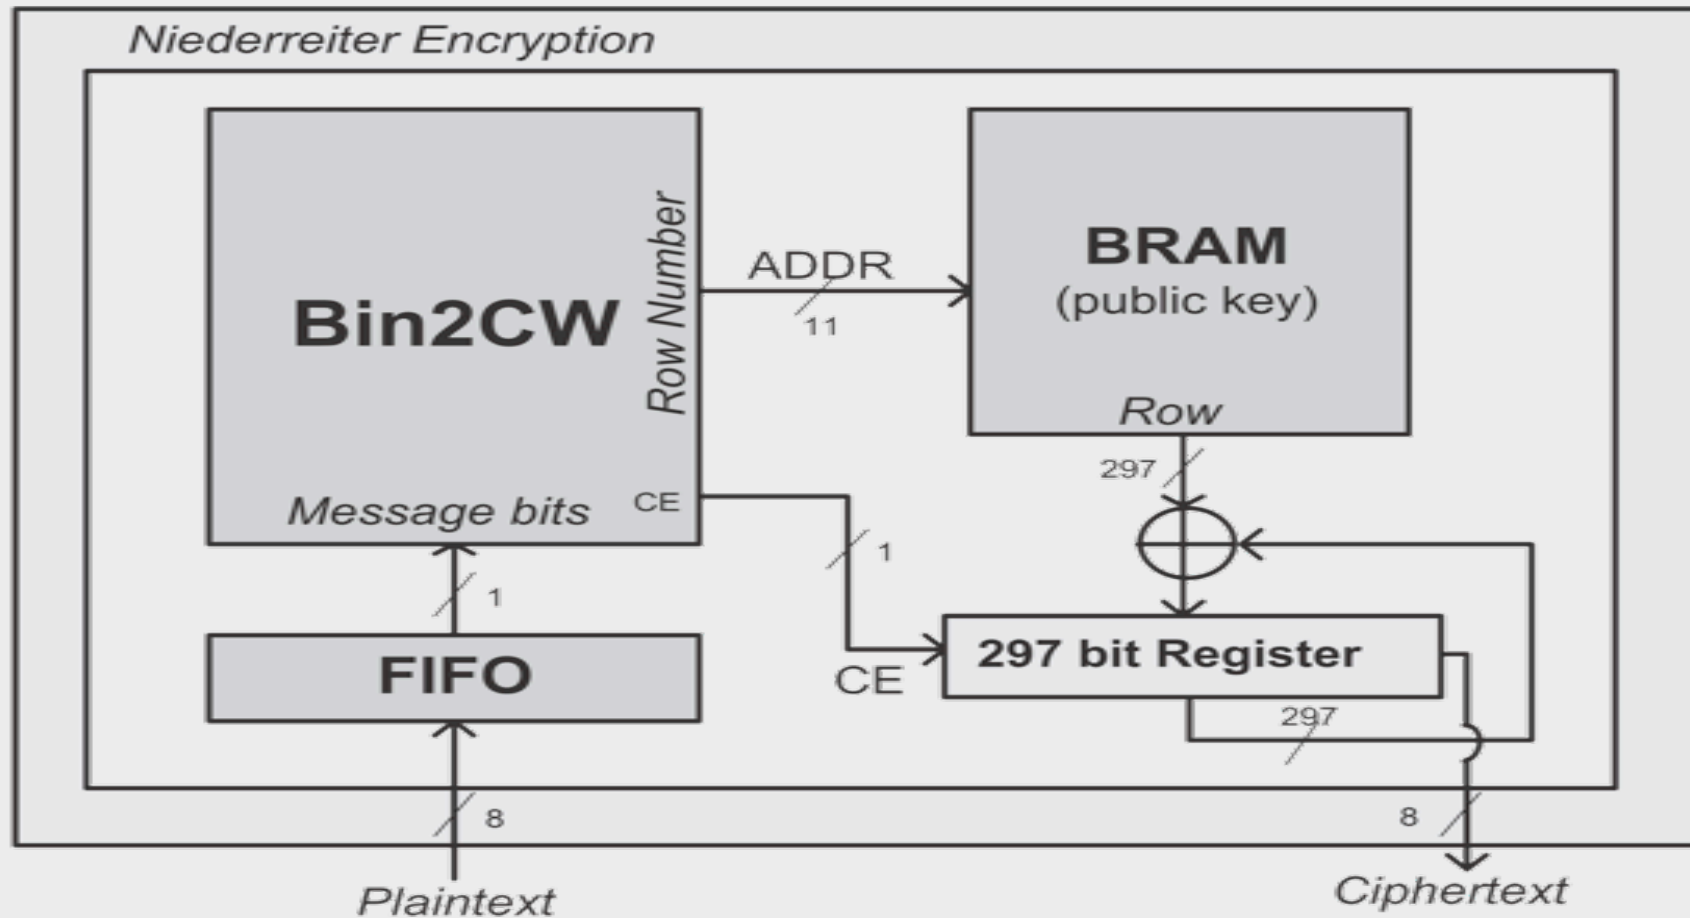 Niederreiter Encryption
Bin2CW
Row Number
Message bits
CE
ADDR
11
BRAM
(public key)
Row
297
1
1
FIFO
CE
297 bit Register
297
8
8
Plaintext
Ciphertext